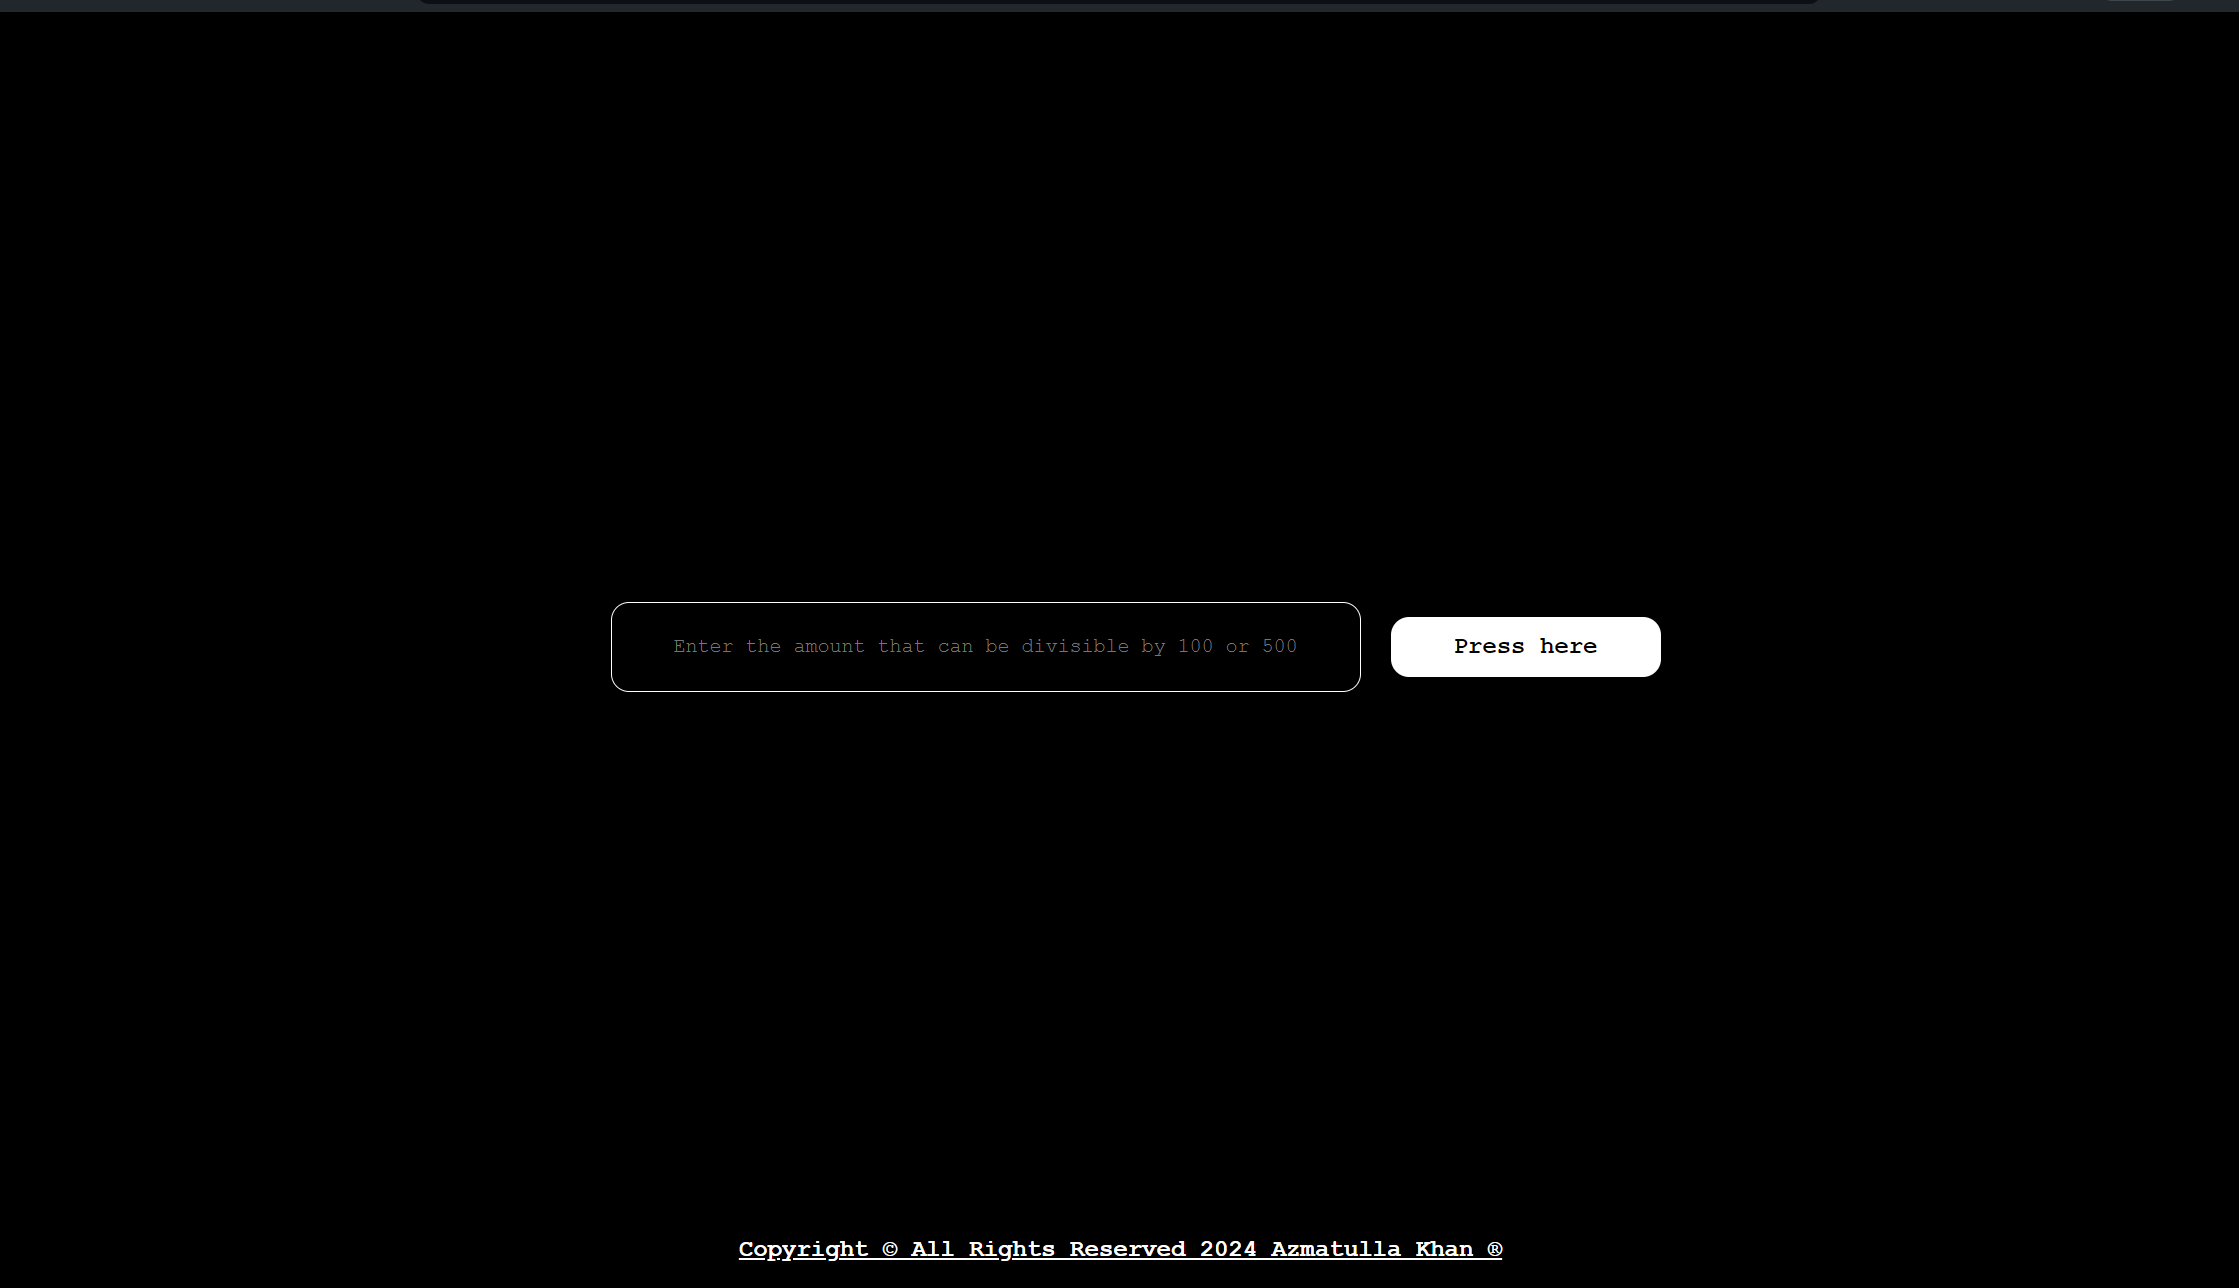 Enter the amount that can be divisible by 100 or 500
Press here
Copyright © All Rights Reserved 2024 Azmatulla Khan ®